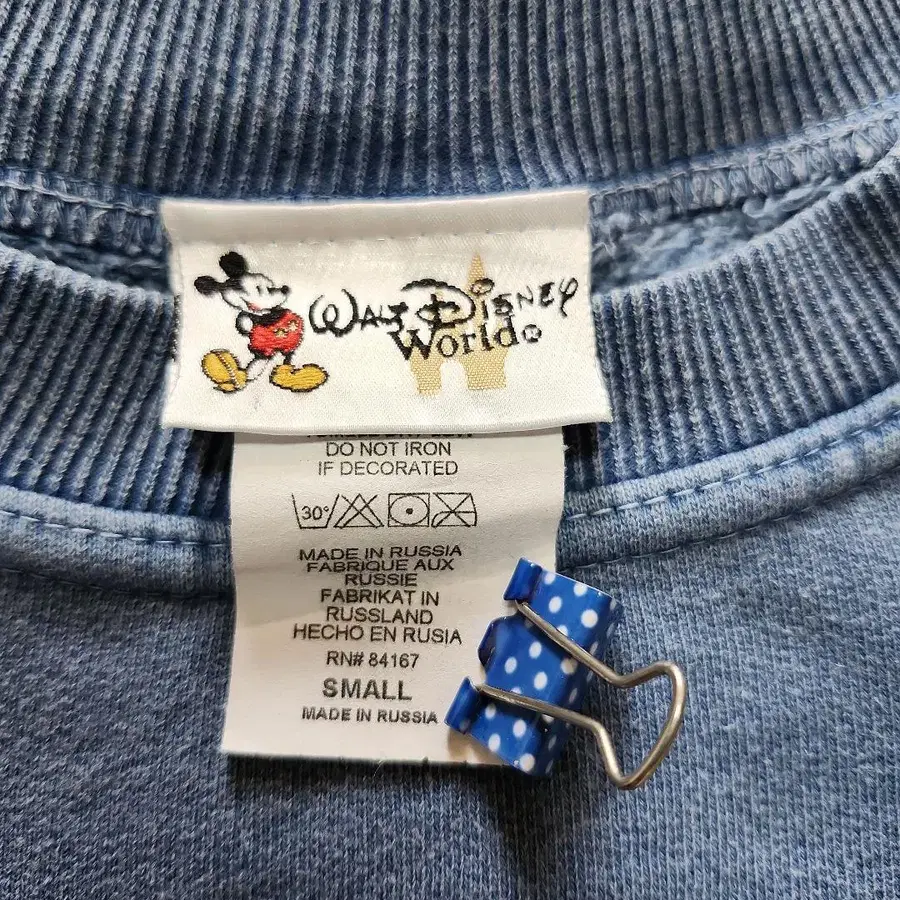 WALT DISNEY
World®
DO NOT IRON
IF DECORATED
30°
MADE IN RUSSIA
FABRIQUE AUX
RUSSIE
FABRIKAT IN
RUSSLAND
HECHO EN RUSIA
RN# 84167
SMALL
MADE IN RUSSIA